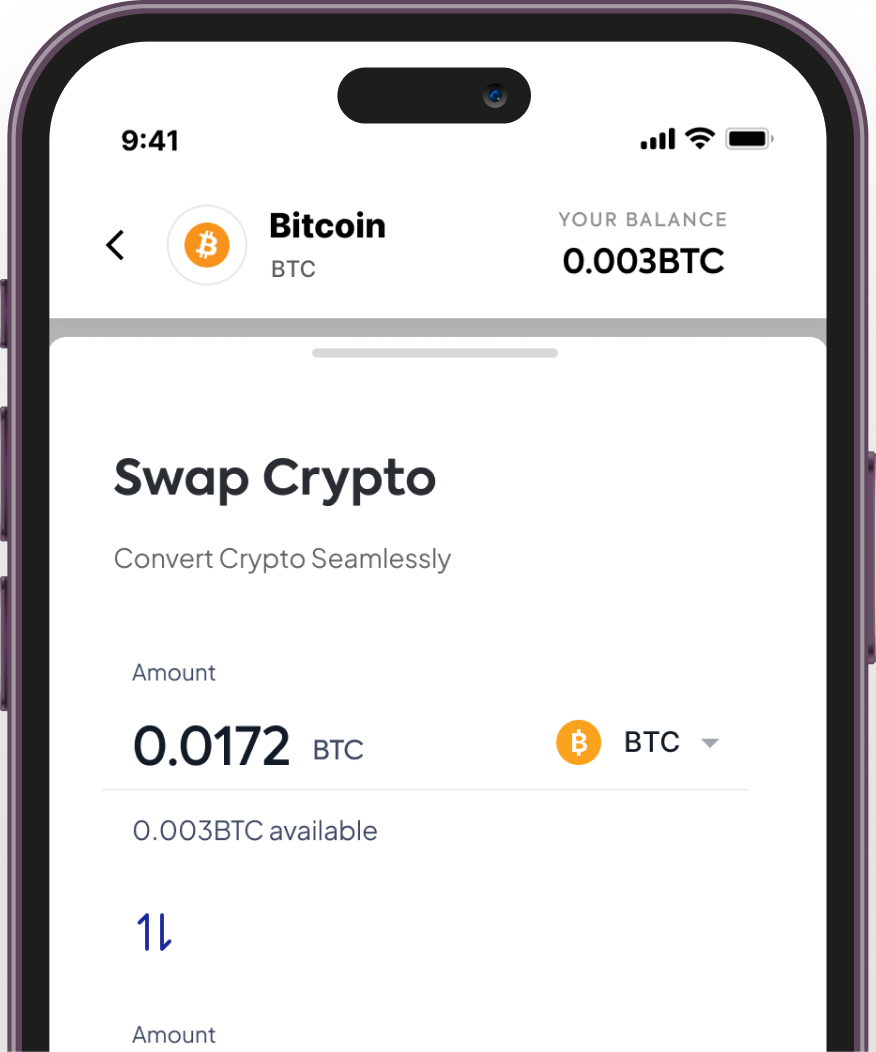 9:41
Bitcoin
BTC
YOUR BALANCE
0.003BTC
Swap Crypto
Convert Crypto Seamlessly
Amount
0.0172 BTC
BTC
0.003BTC available
Amount